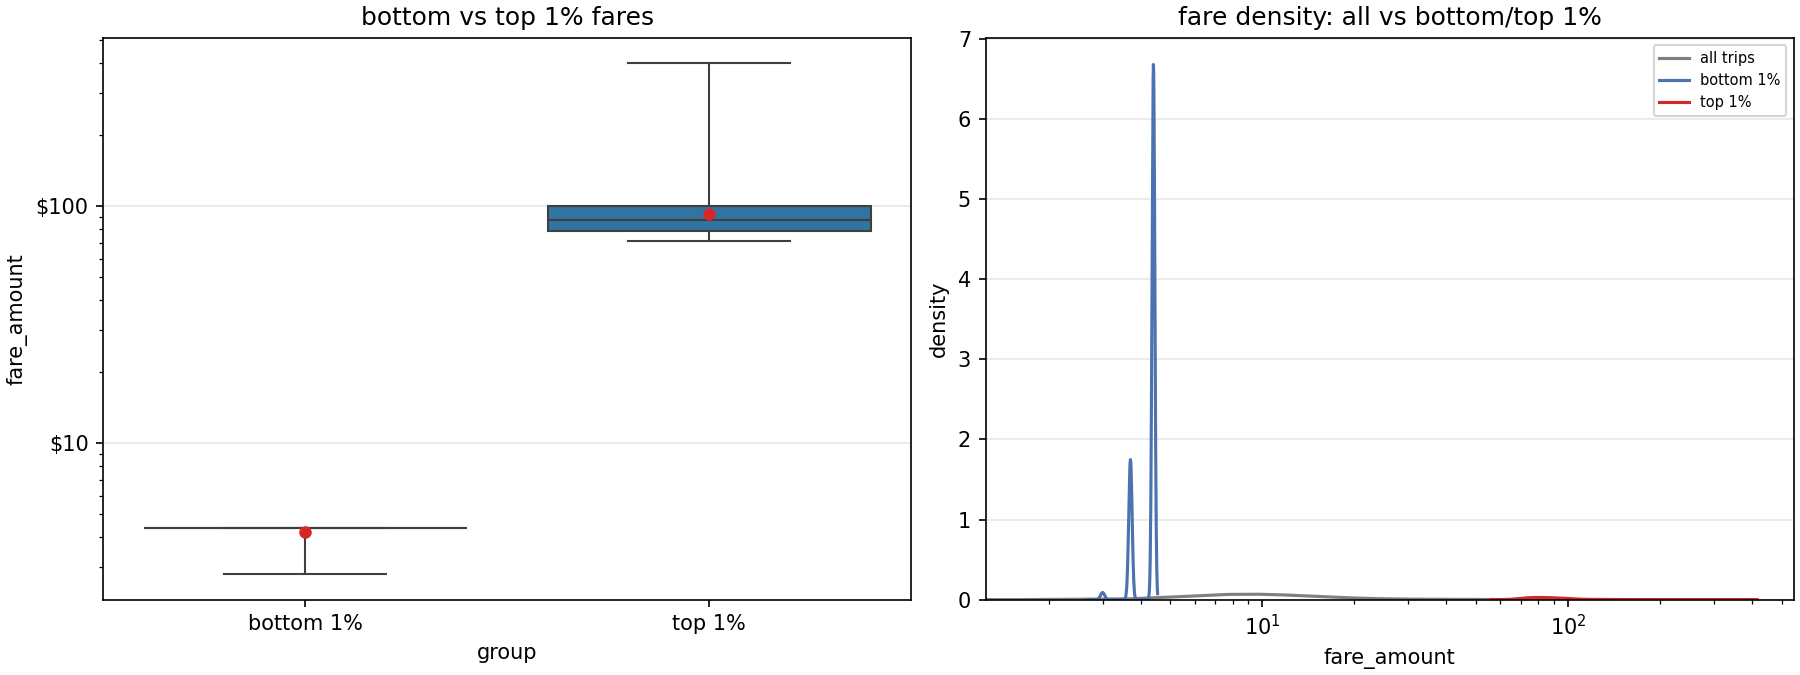 bottom vs top 1% fares
fare_amount
$100
$10
bottom 1%
top 1%
group
fare density: all vs bottom/top 1%
density
7
6
5
4
3
2
1
0
all trips
bottom 1%
top 1%
10¹
10²
fare_amount